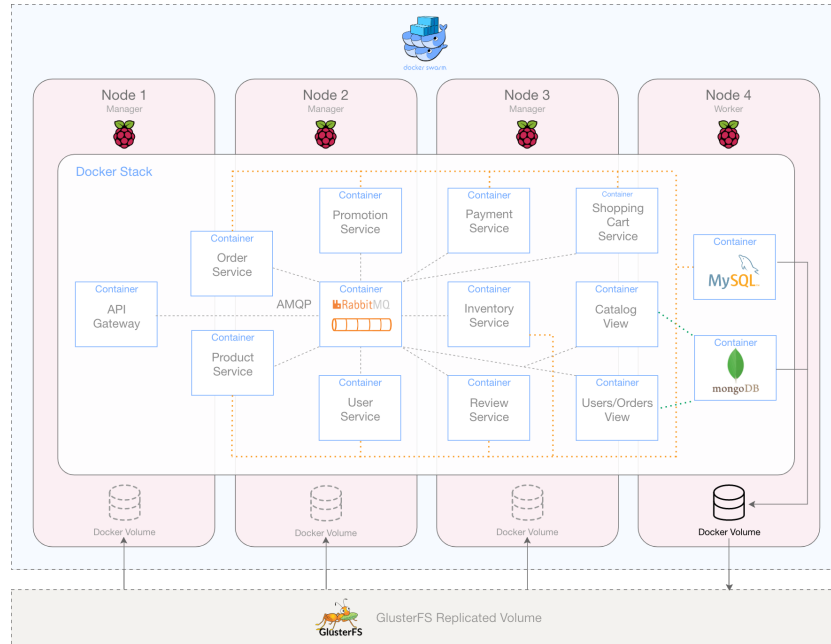 docker swarm
Node 1
Manager
Node 2
Manager
Node 3
Manager
Node 4
Worker
Docker Stack
Container
Promotion
Service
Container
Payment
Service
Container
Shopping
Cart
Service
Container
Order
Service
Container
MySQL
Container
API
Gateway
AMQP
Container
RabbitMQ
Container
Inventory
Service
Container
Catalog
View
Container
Product
Service
Container
mongoDB
Container
User
Service
Container
Review
Service
Container
Users/Orders
View
Docker Volume
Docker Volume
Docker Volume
Docker Volume
GlusterFS
GlusterFS Replicated Volume